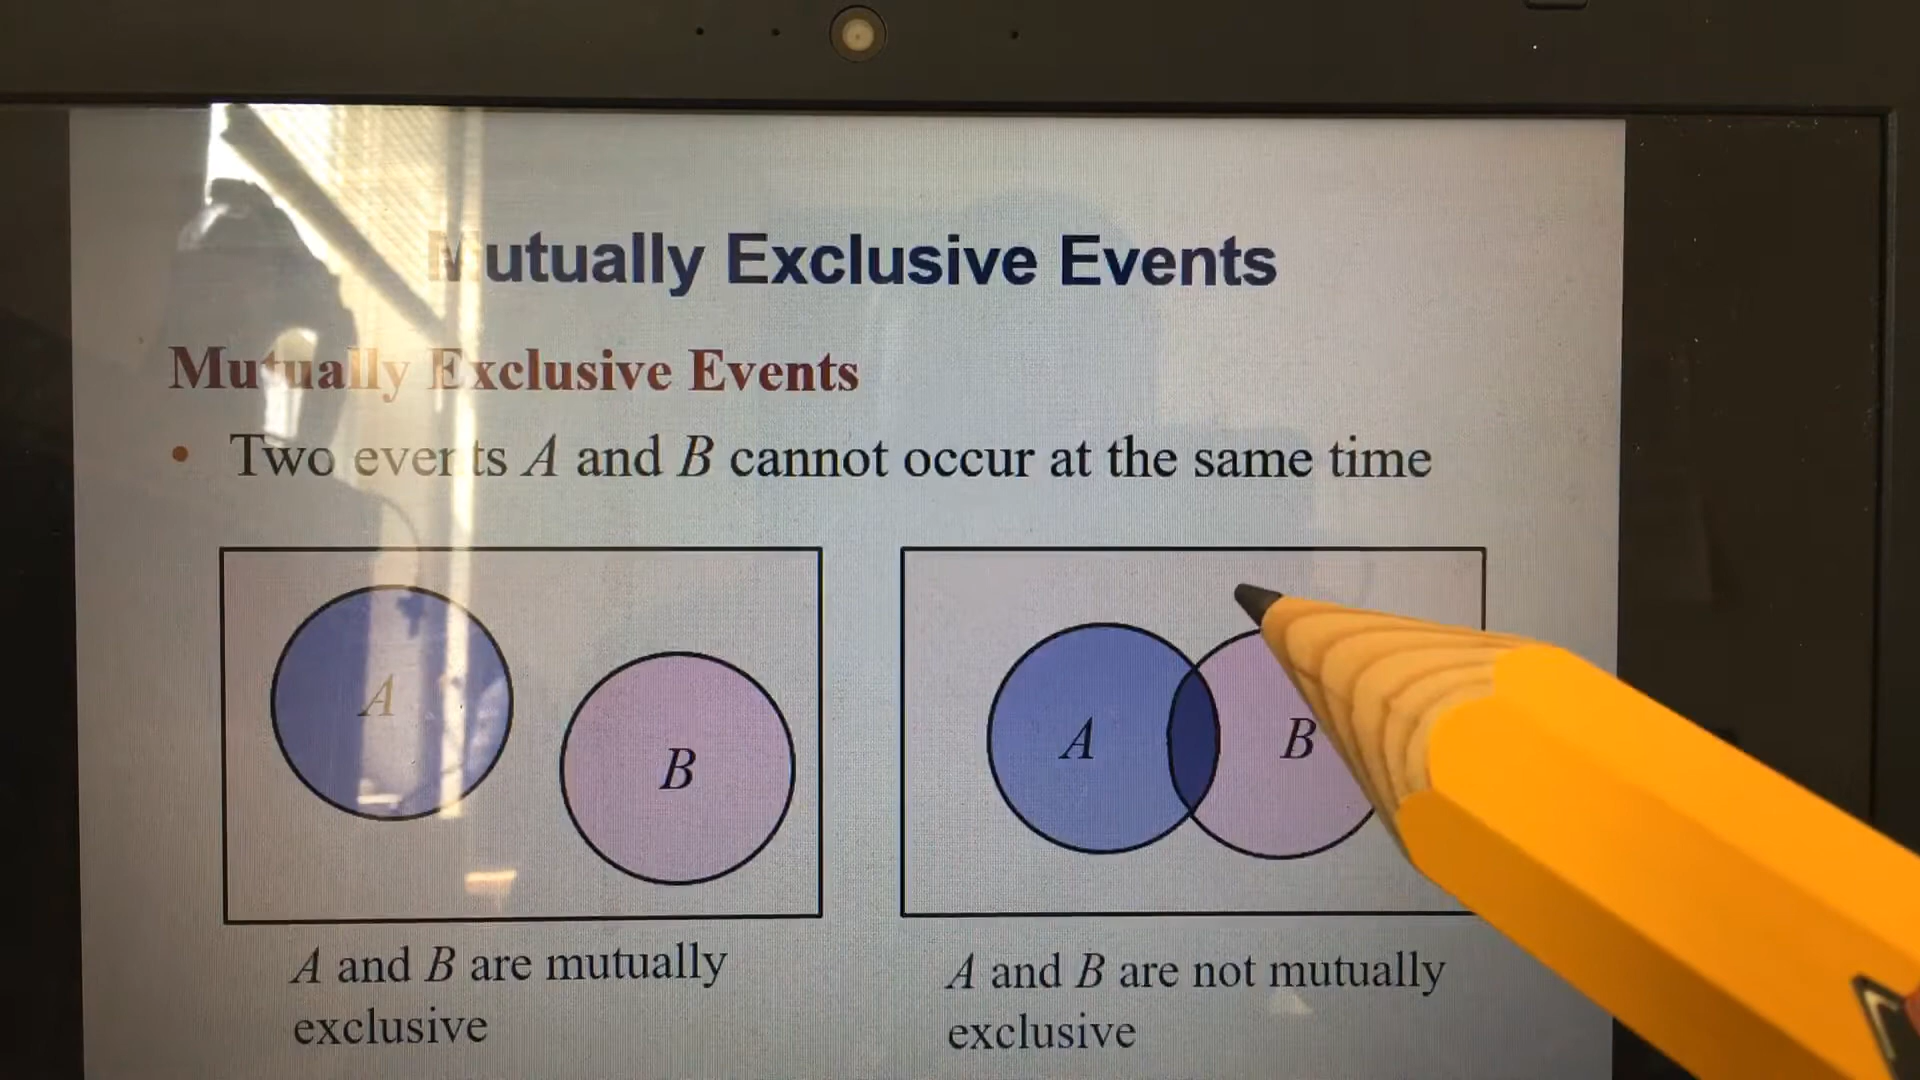 Mutually Exclusive Events
Mutually Exclusive Events
• Two events A and B cannot occur at the same time
A
B
A
B
A and B are mutually
exclusive
A and B are not mutually
exclusive